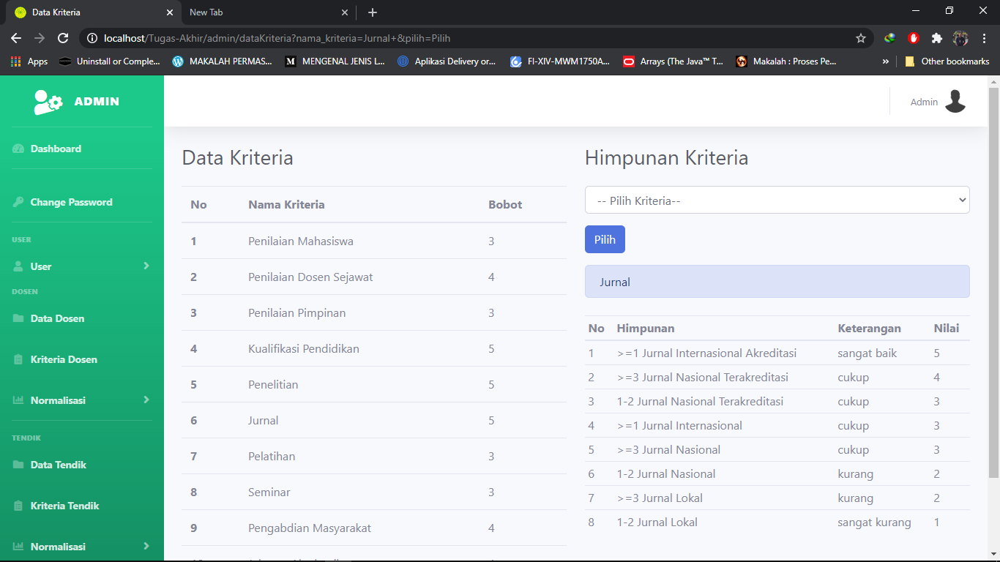 Data Kriteria
New Tab
localhost/Tugas-Akhir/admin/dataKriteria?nama_kriteria=Jurnal+&pilih=Pilih
Apps
Uninstall or Comple...
MAKALAH PERMAS...
MENGENAL JENIS L...
Aplikasi Delivery or...
FI-XIV-MWM1750A...
Arrays (The Java™ T...
Makalah : Proses Pe...
»
Other bookmarks
ADMIN
Admin
Dashboard
Change Password
USER
User
DOSEN
Data Dosen
Kriteria Dosen
Normalisasi
TENDIK
Data Tendik
Kriteria Tendik
Normalisasi
Data Kriteria
No Nama Kriteria Bobot
1 Penilaian Mahasiswa 3
2 Penilaian Dosen Sejawat 4
3 Penilaian Pimpinan 3
4 Kualifikasi Pendidikan 5
5 Penelitian 5
6 Jurnal 5
7 Pelatihan 3
8 Seminar 3
9 Pengabdian Masyarakat 4
Himpunan Kriteria
-- Pilih Kriteria--
Pilih
Jurnal
No Himpunan Keterangan Nilai
1 >=1 Jurnal Internasional Akreditasi sangat baik 5
2 >=3 Jurnal Nasional Terakreditasi cukup 4
3 1-2 Jurnal Nasional Terakreditasi cukup 3
4 >=1 Jurnal Internasional cukup 3
5 >=3 Jurnal Nasional cukup 3
6 1-2 Jurnal Nasional kurang 2
7 >=3 Jurnal Lokal kurang 2
8 1-2 Jurnal Lokal sangat kurang 1